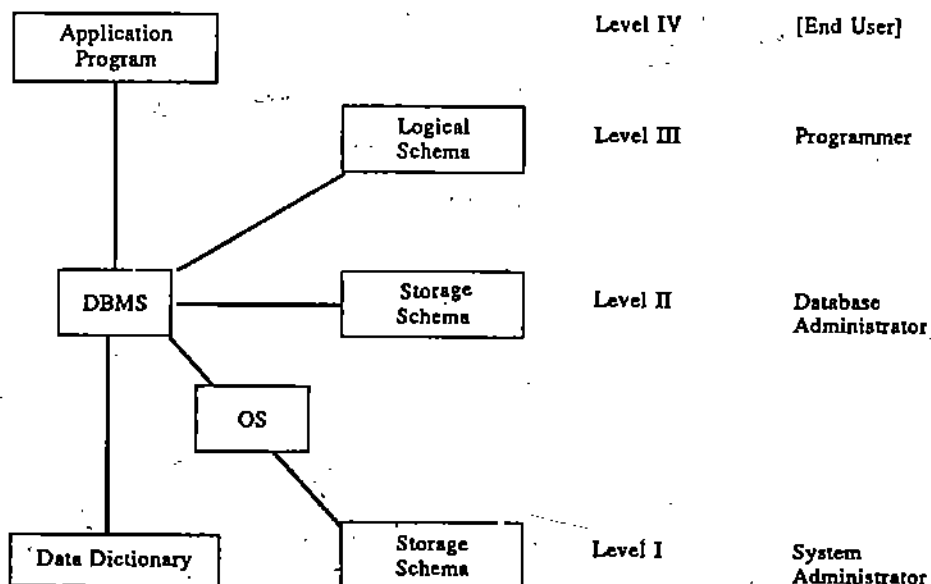 Application
Program
Level IV
[End User]
Logical
Schema
Level III
Programmer
DBMS
Storage
Schema
Level II
Database
Administrator
OS
Data Dictionary
Storage
Schema
Level I
System
Administrator